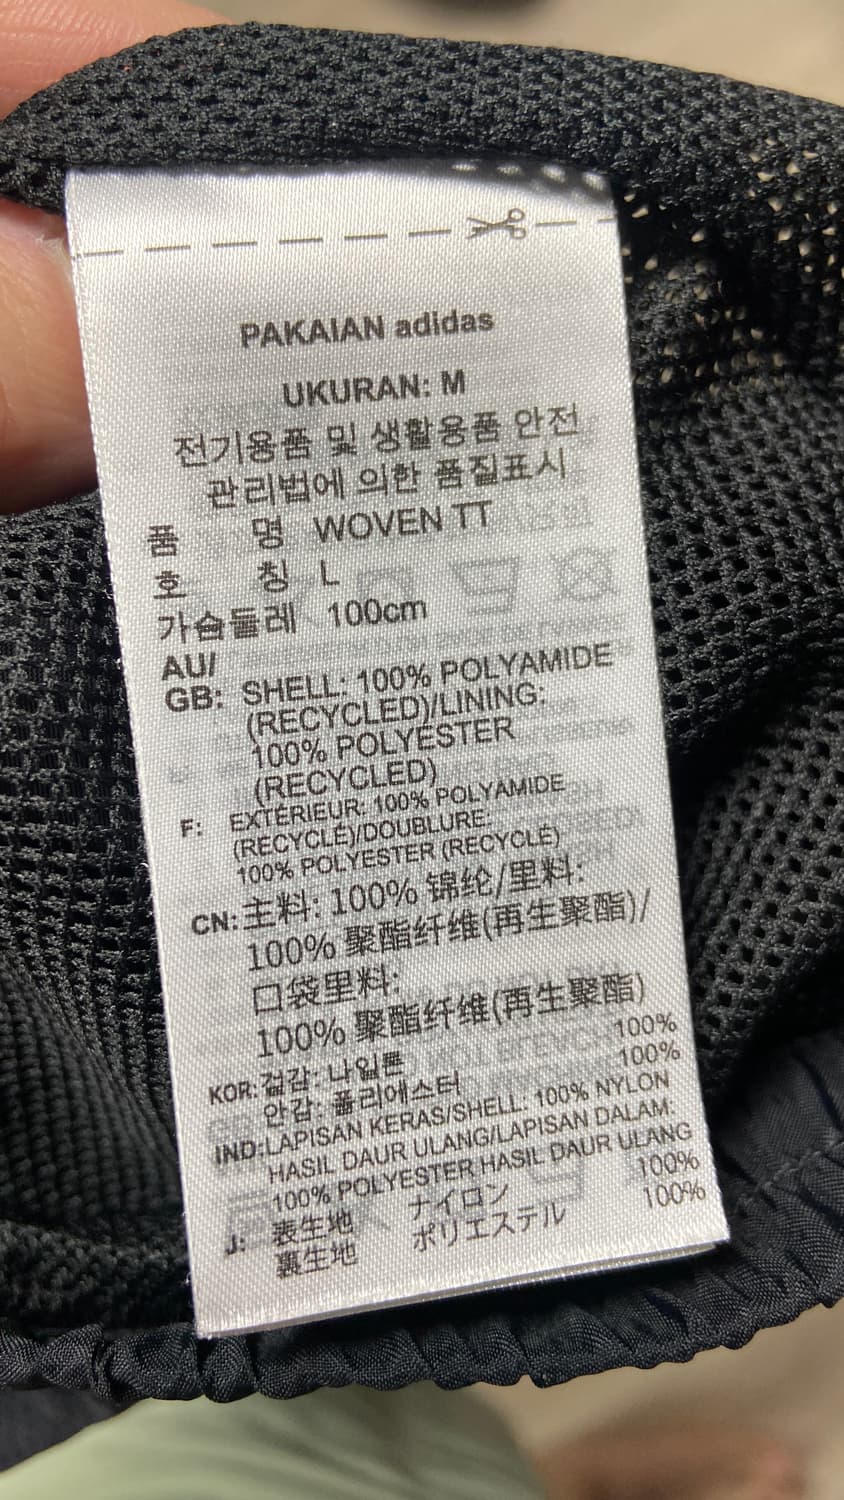 PAKAIAN adidas
UKURAN: M
전기용품 및 생활용품 안전
관리법에 의한 품질표시
품 명 WOVEN TT
호 칭 L
가슴둘레 100cm
AU/
GB: SHELL: 100% POLYAMIDE
(RECYCLED)/LINING:
100% POLYESTER
(RECYCLED)
F: EXTÉRIEUR: 100% POLYAMIDE
(RECYCLÉ)/DOUBLURE:
100% POLYESTER (RECYCLÉ)
CN: 主料: 100% 锦纶/里料:
100% 聚酯纤维(再生聚酯)/
口袋里料:
100% 聚酯纤维(再生聚酯)
KOR: 겉감: 나일론 100%
안감: 폴리에스터 100%
IND: LAPISAN KERAS/SHELL: 100% NYLON
HASIL DAUR ULANG/LAPISAN DALAM:
100% POLYESTER HASIL DAUR ULANG
J: 表生地 ナイロン 100%
裏生地 ポリエステル 100%